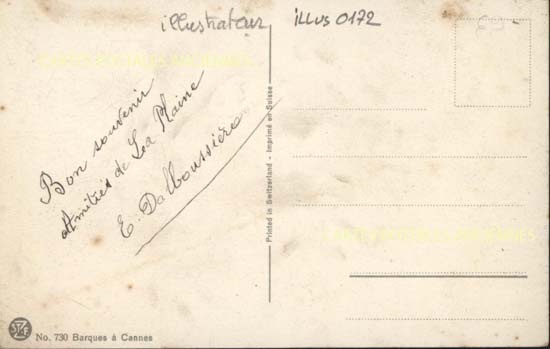 illustrateur illus 0172
CARTES POSTALES ANCIENNES
Bon souvenir
Amitiés de Lea Plaine
E. Dalboussière
Printed in Switzerland - Imprimé en Suisse
CARTES POSTALES ANCIENNES
No. 730 Barques à Cannes